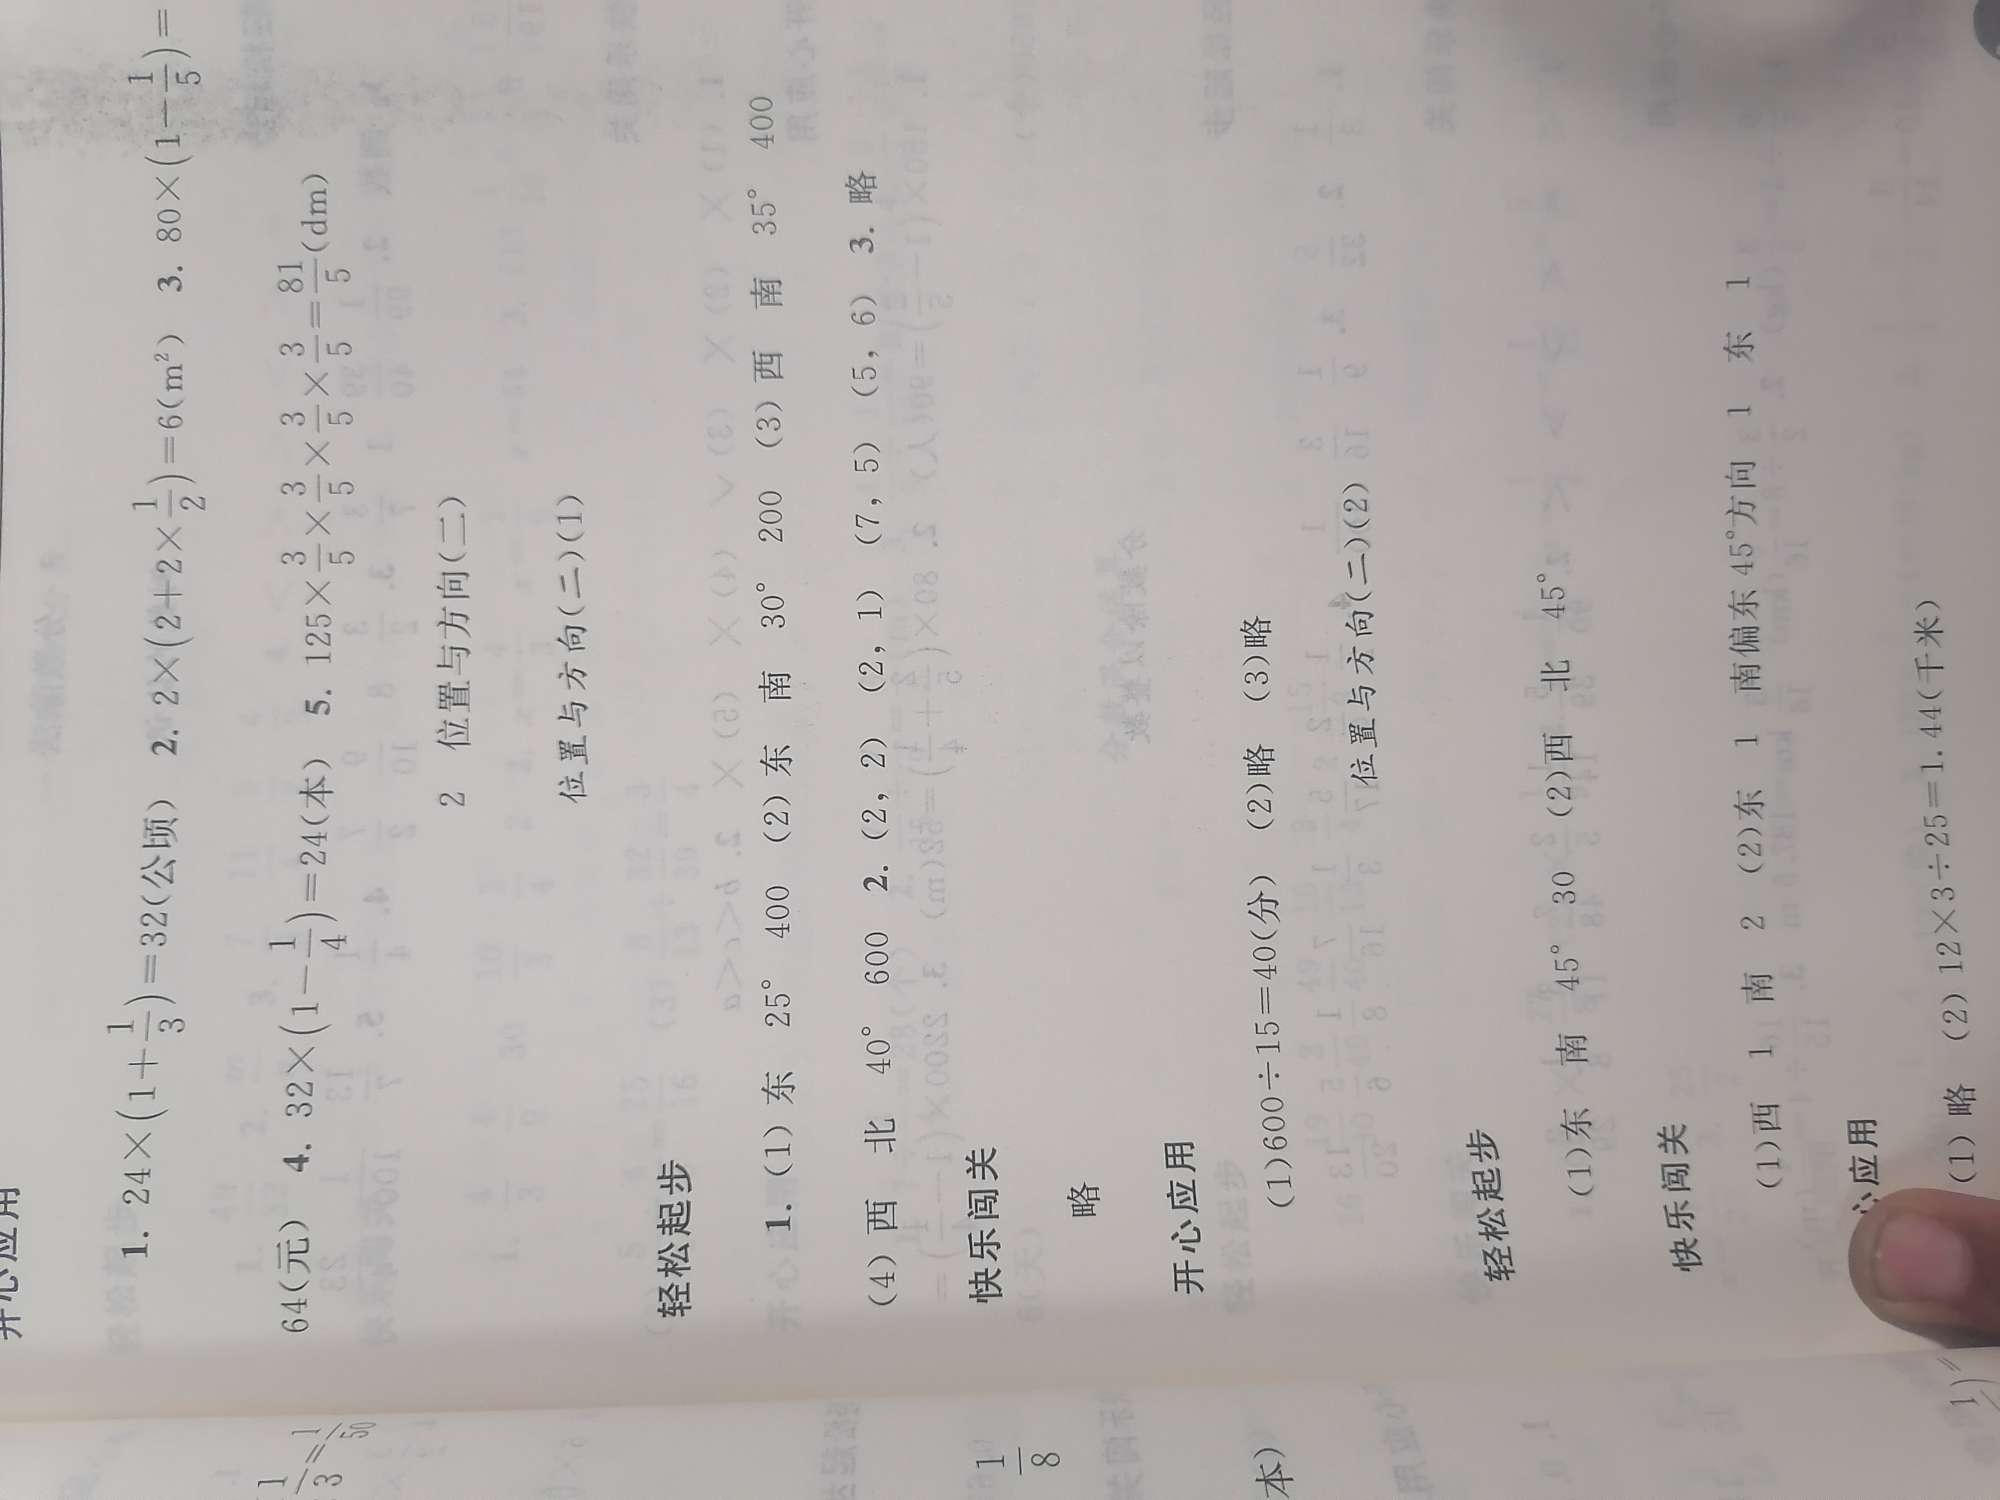 开心应用
1. 24×(1+1/3)=32(公顷) 2. 2×(2+2×1/2)=6(m²) 3. 80×(1-1/5)=
64(元) 4. 32×(1-1/4)=24(本) 5. 125×3/5×3/5×3/5×3/5=81/5(dm)
2 位置与方向(二)
位置与方向(二)(1)
轻松起步
1. (1)东 25° 400 (2)东 南 30° 200 (3)西 南 35° 400
(4)西 北 40° 600 2. (2,2) (2,1) (7,5) (5,6) 3. 略
快乐闯关
略
开心应用
(1)600÷15=40(分) (2)略 (3)略
位置与方向(二)(2)
轻松起步
(1)东 南 45° 30 (2)西 北 45°
快乐闯关
(1)西 1 南 2 (2)东 1 南偏东45°方向 1 东 1
心应用
(1)略 (2)12×3÷25=1.44(千米)
1/3=1/50
1/8
本)